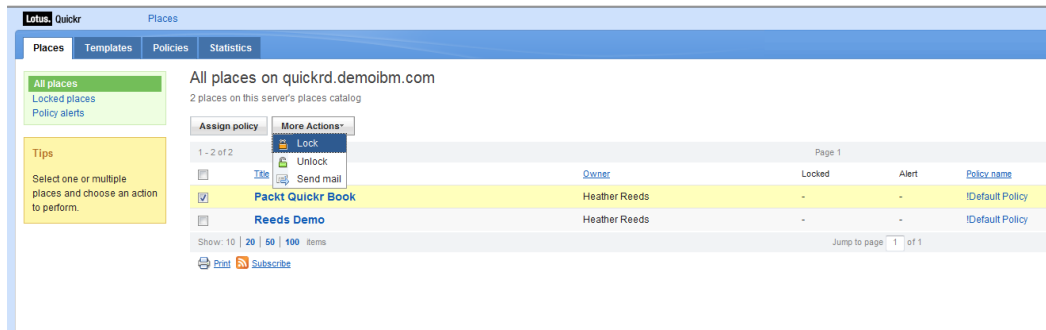 Lotus. Quickr Places
Places Templates Policies Statistics
All places
Locked places
Policy alerts
Tips
Select one or multiple
places and choose an action
to perform.
All places on quickrd.demoibm.com
2 places on this server's places catalog
Assign policy More Actions
Lock
Unlock
Send mail
1 - 2 of 2 Page 1
Title Owner Locked Alert Policy name
Packt Quickr Book Heather Reeds - - !Default Policy
Reeds Demo Heather Reeds - - !Default Policy
Show: 10 | 20 | 50 | 100 items Jump to page 1 of 1
Print Subscribe